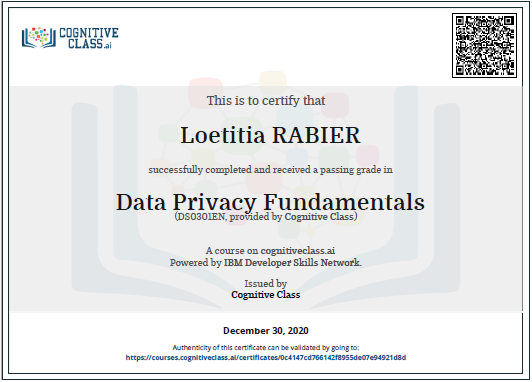 COGNITIVE
CLASS.ai
This is to certify that
Loetitia RABIER
successfully completed and received a passing grade in
Data Privacy Fundamentals
(DS0301EN, provided by Cognitive Class)
A course on cognitiveclass.ai
Powered by IBM Developer Skills Network.
Issued by
Cognitive Class
December 30, 2020
Authenticity of this certificate can be validated by going to:
https://courses.cognitiveclass.ai/certificates/0c4147cd766142f8955de07e94921d8d